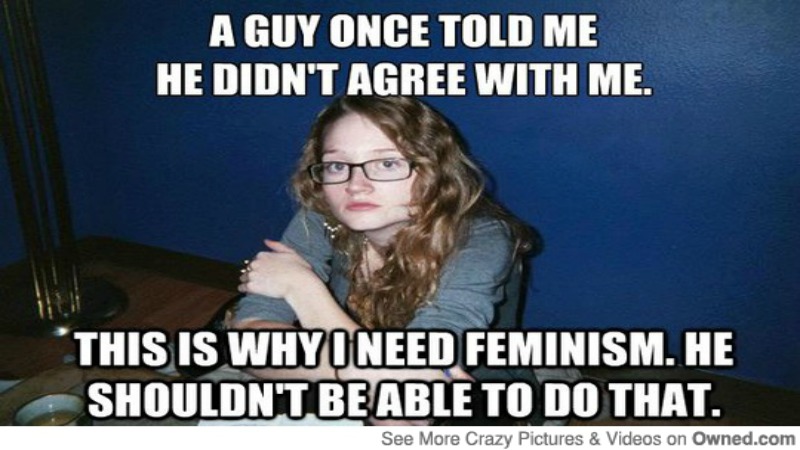 A GUY ONCE TOLD ME
HE DIDN'T AGREE WITH ME.
THIS IS WHY I NEED FEMINISM. HE
SHOULDN'T BE ABLE TO DO THAT.
See More Crazy Pictures & Videos on Owned.com